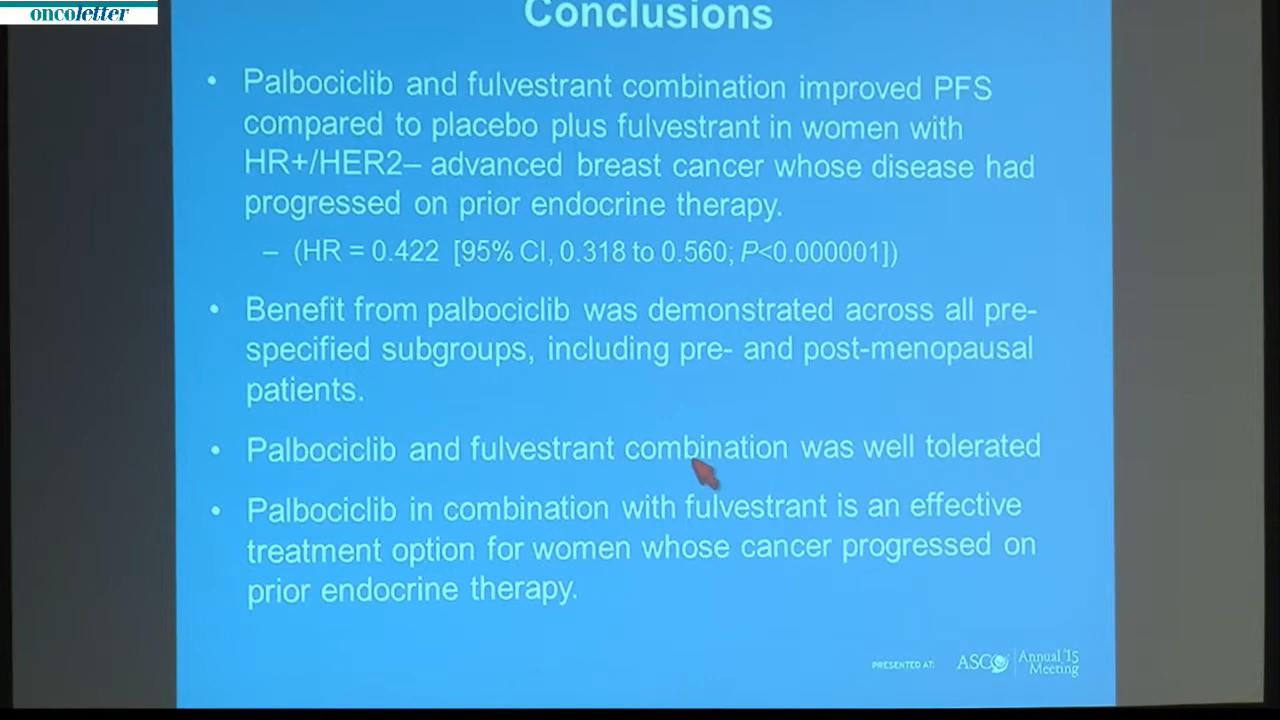 oncoletter
Conclusions
• Palbociclib and fulvestrant combination improved PFS
compared to placebo plus fulvestrant in women with
HR+/HER2– advanced breast cancer whose disease had
progressed on prior endocrine therapy.
– (HR = 0.422 [95% CI, 0.318 to 0.560; P<0.000001])
• Benefit from palbociclib was demonstrated across all pre-
specified subgroups, including pre- and post-menopausal
patients.
• Palbociclib and fulvestrant combination was well tolerated
• Palbociclib in combination with fulvestrant is an effective
treatment option for women whose cancer progressed on
prior endocrine therapy.
PRESENTED AT: ASCO Annual '15
Meeting